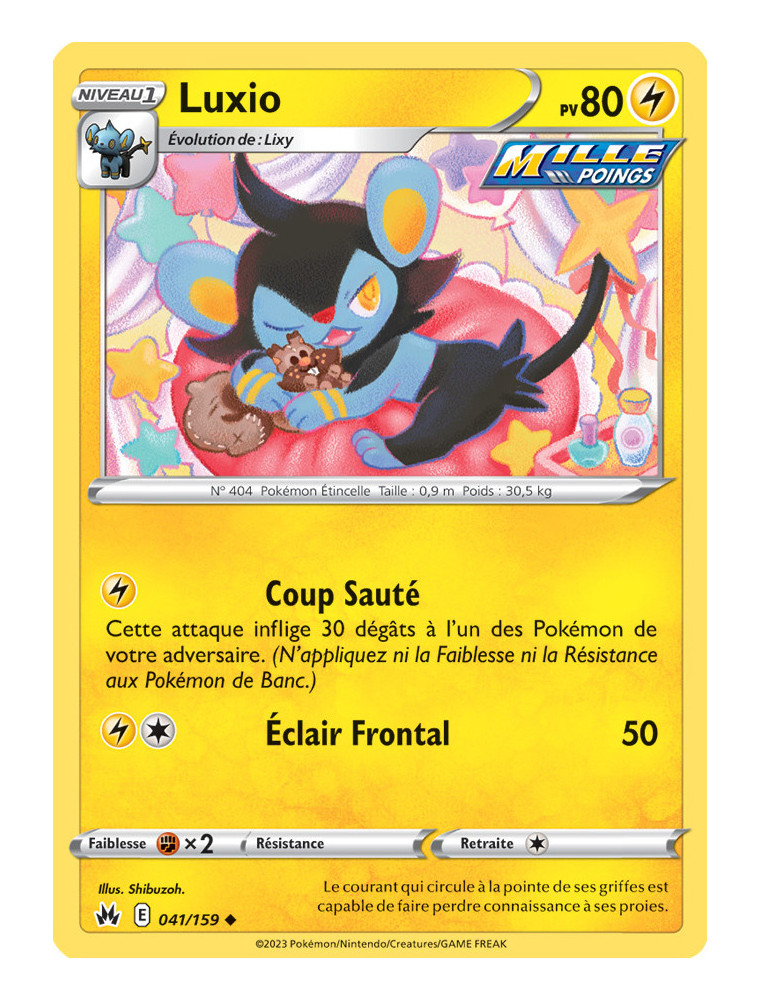 NIVEAU 1
Luxio
PV 80
Évolution de : Lixy
MILLE
POINGS
N° 404 Pokémon Étincelle Taille : 0,9 m Poids : 30,5 kg
Coup Sauté
Cette attaque inflige 30 dégâts à l'un des Pokémon de
votre adversaire. (N'appliquez ni la Faiblesse ni la Résistance
aux Pokémon de Banc.)
Éclair Frontal 50
Faiblesse ×2 Résistance Retraite
Illus. Shibuzoh.
Le courant qui circule à la pointe de ses griffes est
capable de faire perdre connaissance à ses proies.
E 041/159
©2023 Pokémon/Nintendo/Creatures/GAME FREAK